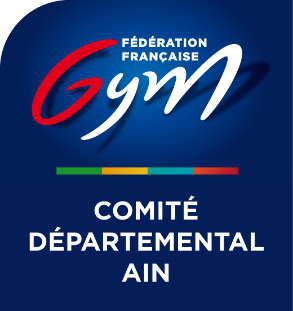 FÉDÉRATION
FRANÇAISE
Gym
COMITÉ
DÉPARTEMENTAL
AIN